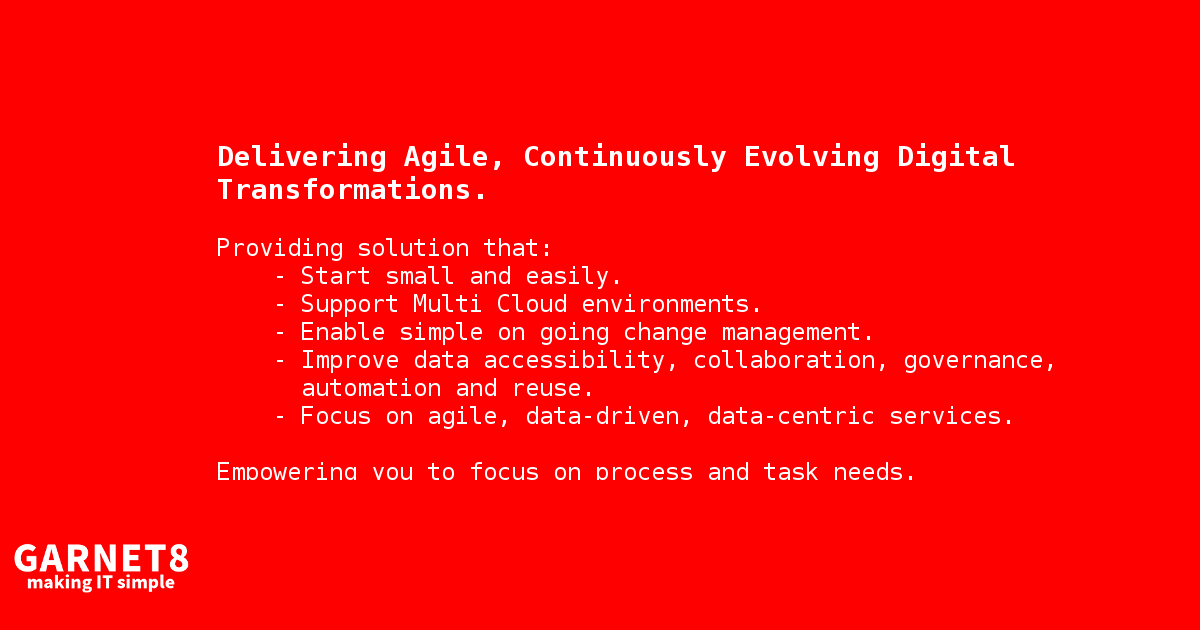 Delivering Agile, Continuously Evolving Digital
Transformations.
Providing solution that:
- Start small and easily.
- Support Multi Cloud environments.
- Enable simple on going change management.
- Improve data accessibility, collaboration, governance,
automation and reuse.
- Focus on agile, data-driven, data-centric services.
Empowering you to focus on process and task needs.
GARNET8
making IT simple